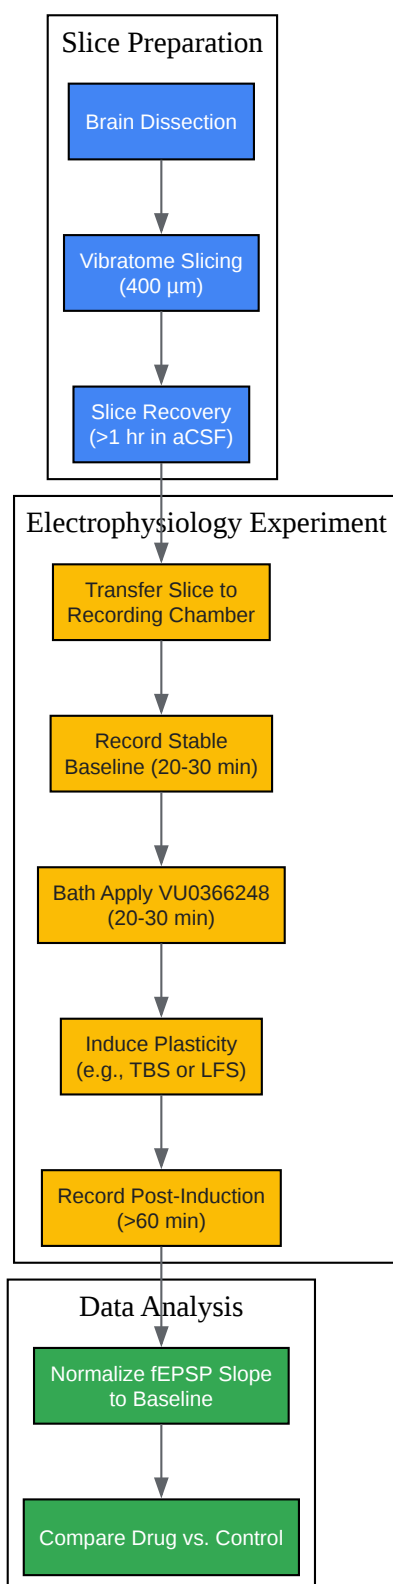 Slice Preparation
Brain Dissection
Vibratome Slicing
(400 µm)
Slice Recovery
(>1 hr in aCSF)
Electrophysiology Experiment
Transfer Slice to
Recording Chamber
Record Stable
Baseline (20-30 min)
Bath Apply VU0366248
(20-30 min)
Induce Plasticity
(e.g., TBS or LFS)
Record Post-Induction
(>60 min)
Data Analysis
Normalize fEPSP Slope
to Baseline
Compare Drug vs. Control